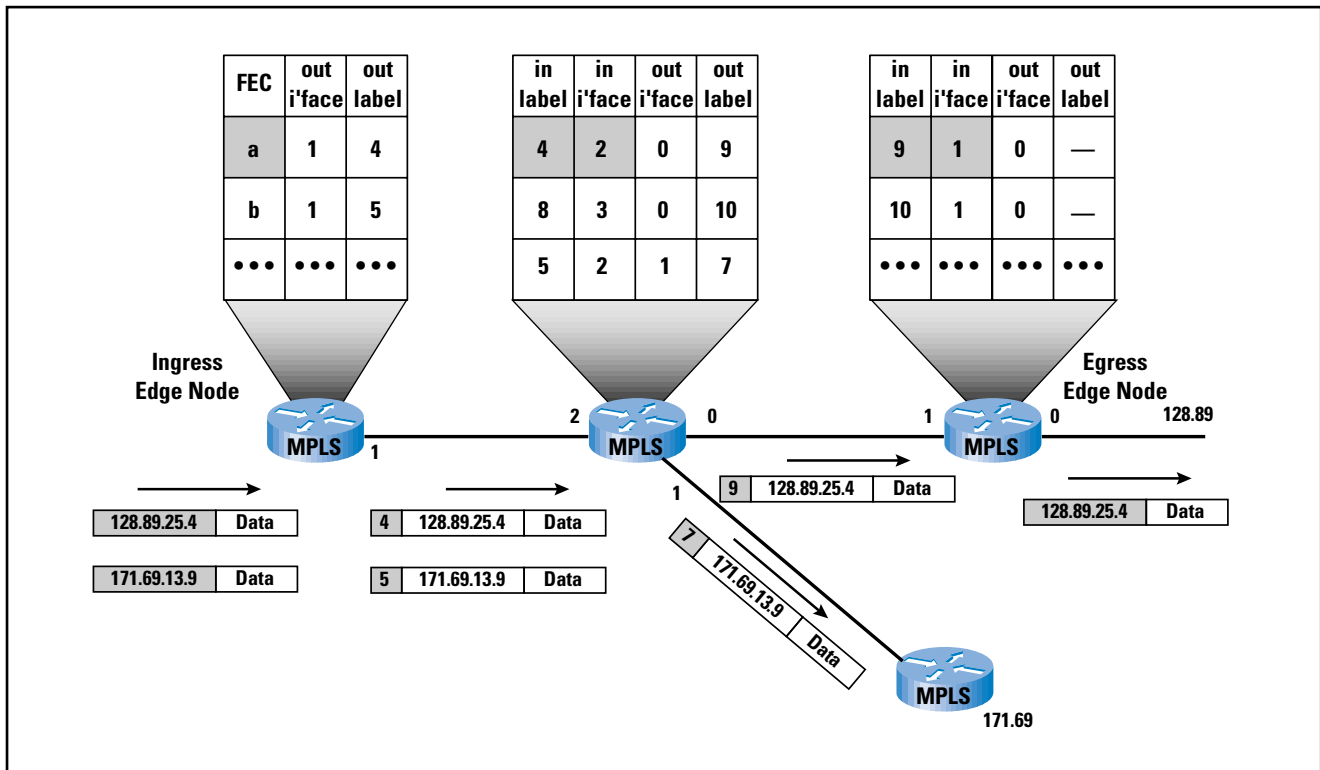 FEC out i'face out label
a 1 4
b 1 5
••• ••• •••
in label in i'face out i'face out label
4 2 0 9
8 3 0 10
5 2 1 7
in label in i'face out i'face out label
9 1 0 —
10 1 0 —
••• ••• ••• •••
Ingress
Edge Node
Egress
Edge Node
MPLS
1
2
MPLS
0
1
1
MPLS
0
128.89
128.89.25.4 Data
171.69.13.9 Data
4 128.89.25.4 Data
5 171.69.13.9 Data
9 128.89.25.4 Data
128.89.25.4 Data
7 171.69.13.9 Data
MPLS
171.69